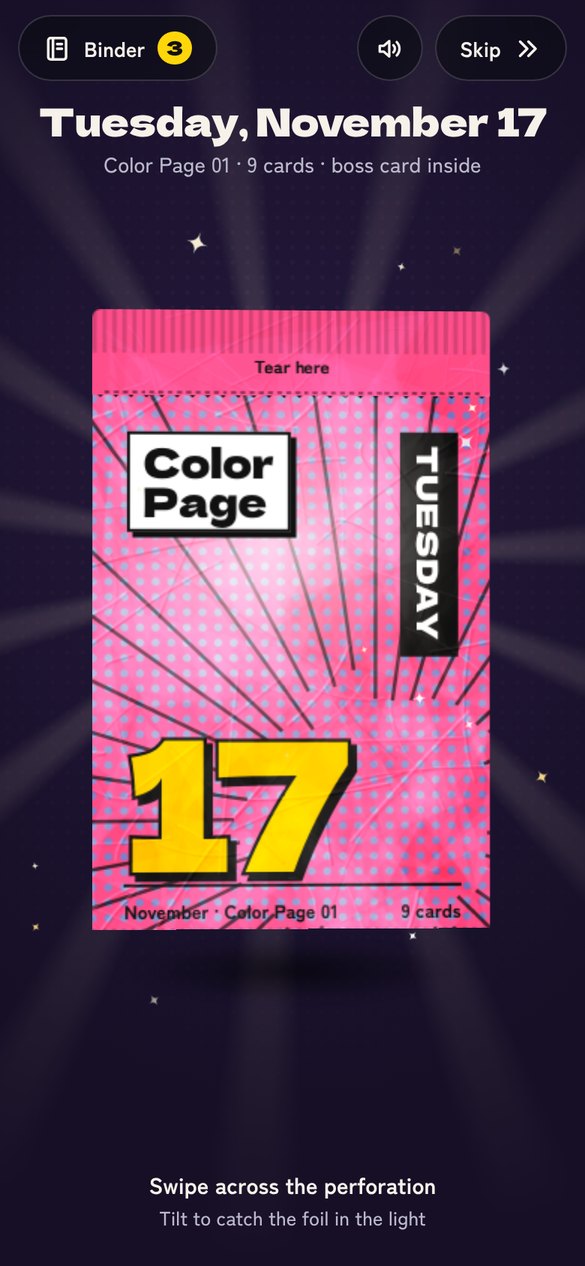 Binder 3
Skip
Tuesday, November 17
Color Page 01 · 9 cards · boss card inside
Tear here
Color
Page
TUESDAY
17
November · Color Page 01
9 cards
Swipe across the perforation
Tilt to catch the foil in the light